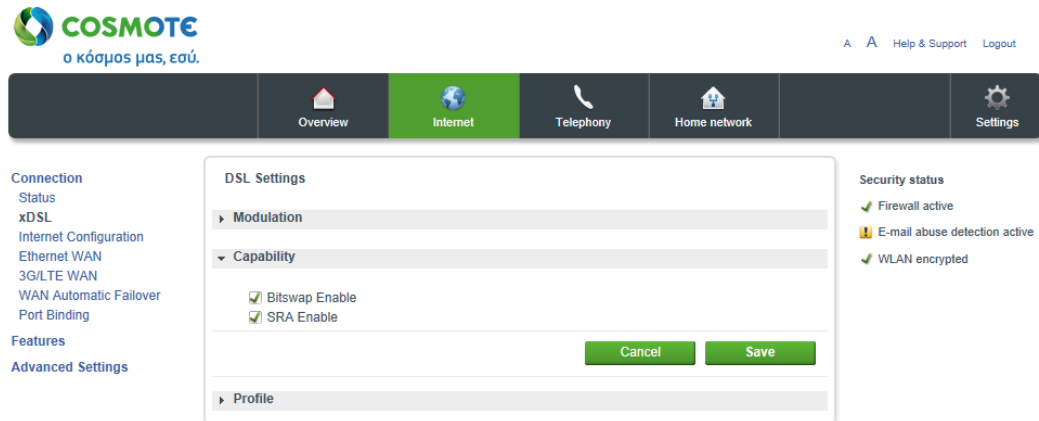 COSMOTE
ο κόσμος μας, εσύ.
A A Help & Support Logout
Overview
Internet
Telephony
Home network
Settings
Connection
Status
xDSL
Internet Configuration
Ethernet WAN
3G/LTE WAN
WAN Automatic Failover
Port Binding
Features
Advanced Settings
DSL Settings
Modulation
Capability
Bitswap Enable
SRA Enable
Cancel Save
Profile
Security status
Firewall active
E-mail abuse detection active
WLAN encrypted